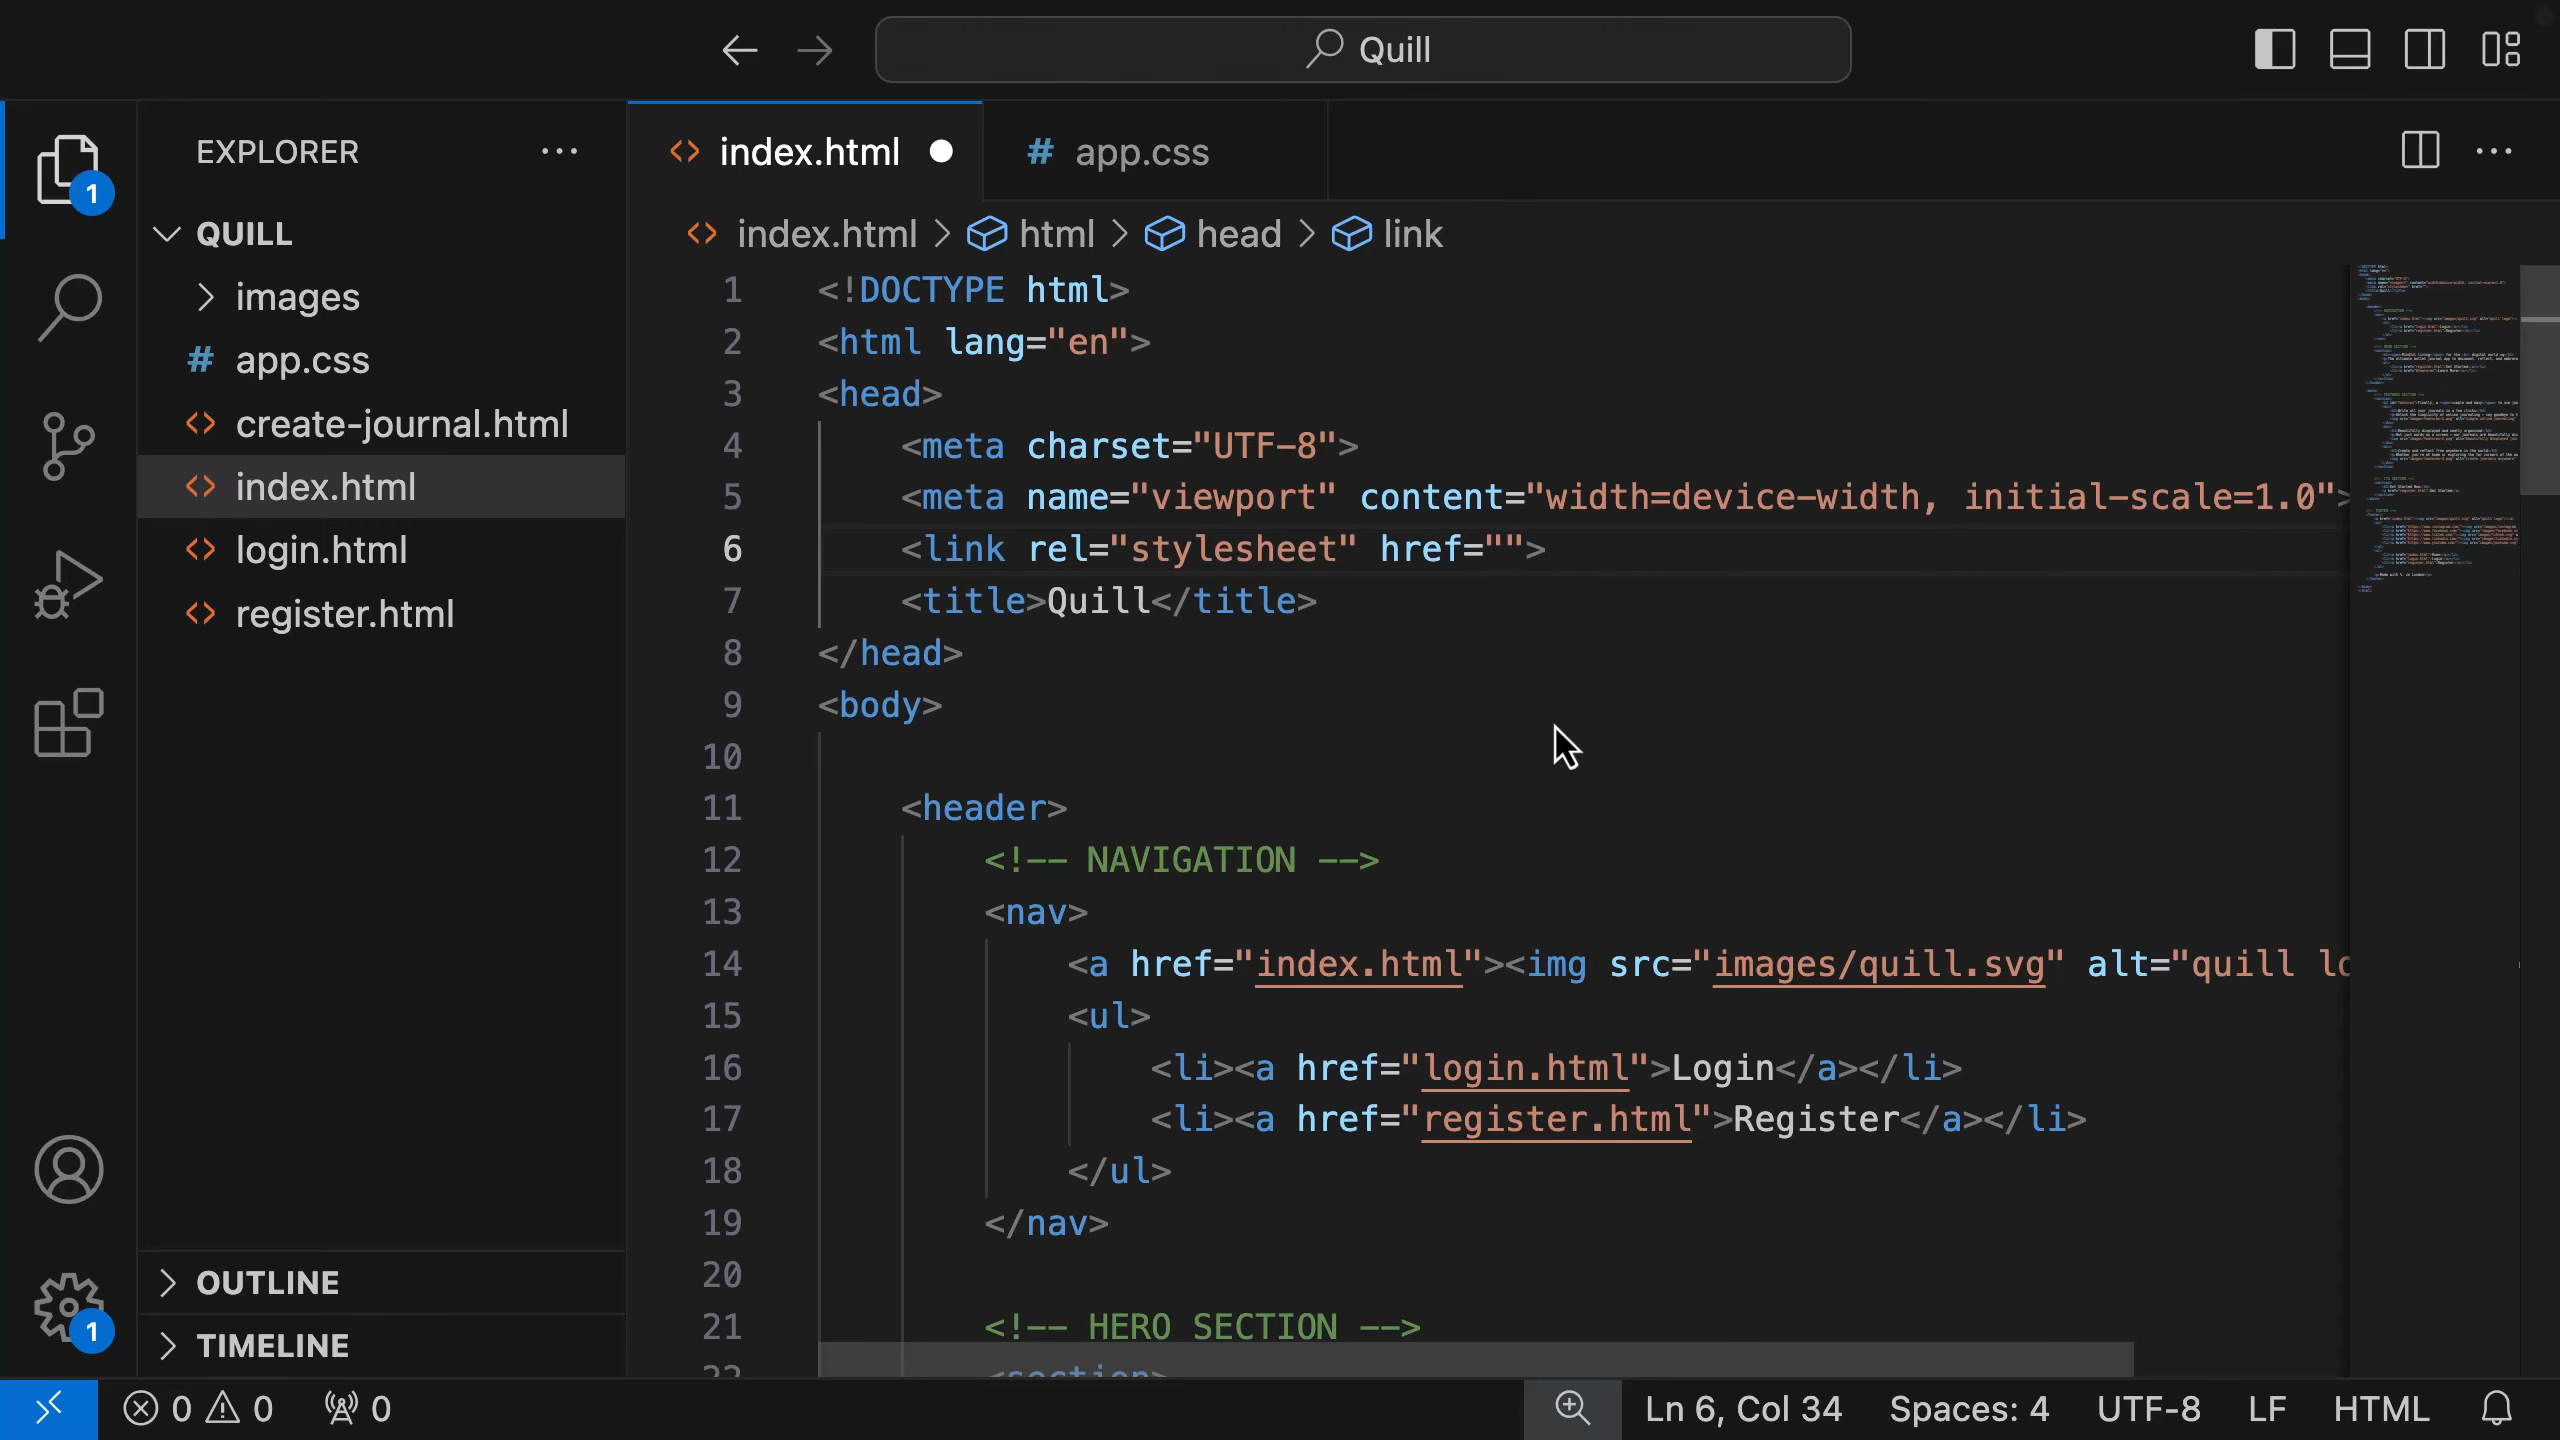 Quill
EXPLORER
QUILL
images
# app.css
create-journal.html
index.html
login.html
register.html
OUTLINE
TIMELINE
1
1
index.html
# app.css
index.html > html > head > link
1 <!DOCTYPE html>
2 <html lang="en">
3 <head>
4 <meta charset="UTF-8">
5 <meta name="viewport" content="width=device-width, initial-scale=1.0">
6 <link rel="stylesheet" href="">
7 <title>Quill</title>
8 </head>
9 <body>
10
11 <header>
12 <!-- NAVIGATION -->
13 <nav>
14 <a href="index.html"><img src="images/quill.svg" alt="quill
15 <ul>
16 <li><a href="login.html">Login</a></li>
17 <li><a href="register.html">Register</a></li>
18 </ul>
19 </nav>
20
21 <!-- HERO SECTION -->
22 <section>
0 0 0
Ln 6, Col 34 Spaces: 4 UTF-8 LF HTML